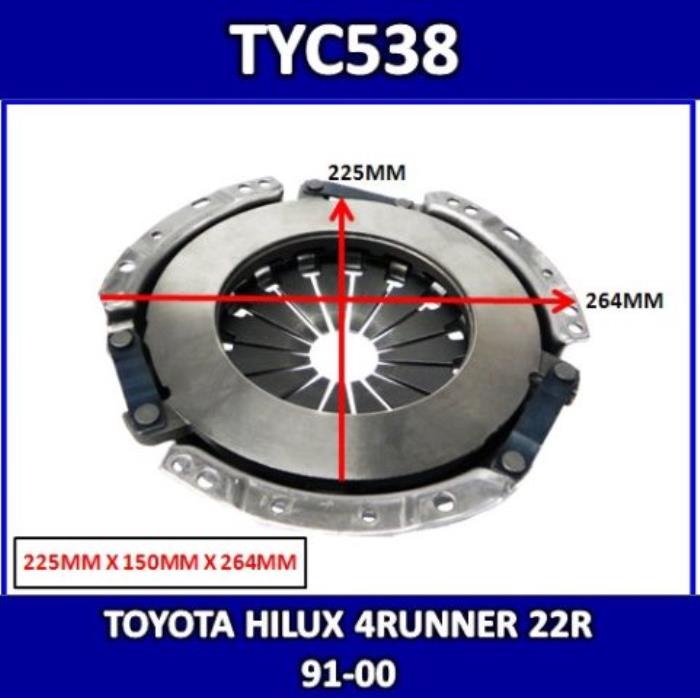 TYC538
225MM
264MM
225MM X 150MM X 264MM
TOYOTA HILUX 4RUNNER 22R
91-00